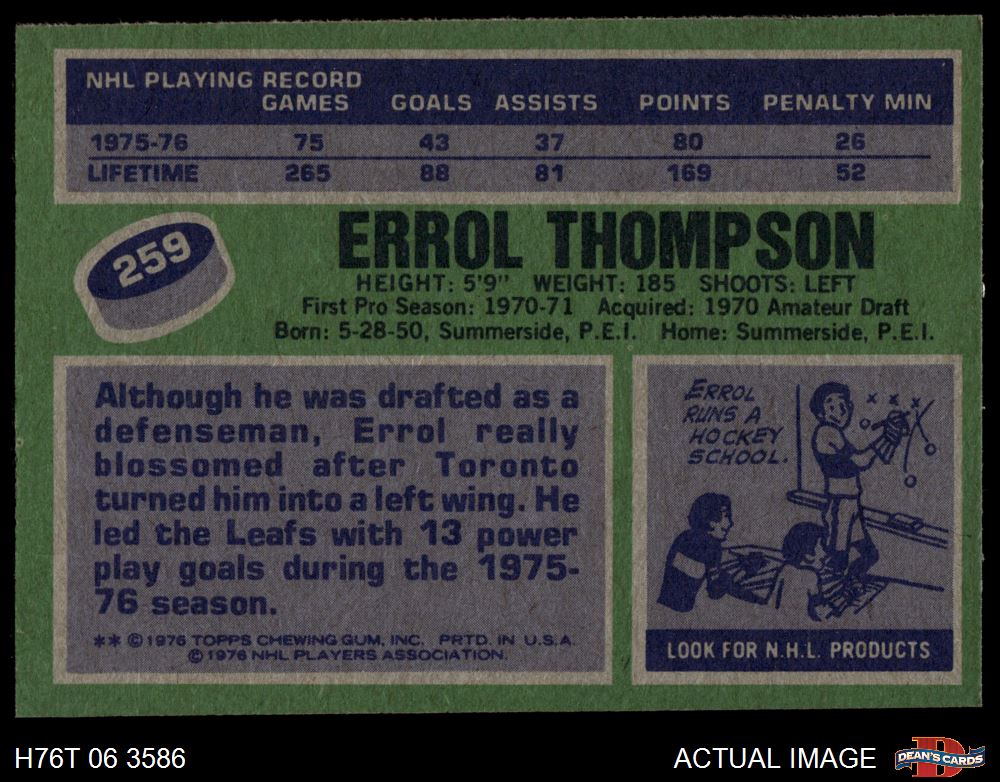 NHL PLAYING RECORD
GAMES GOALS ASSISTS POINTS PENALTY MIN
1975-76 75 43 37 80 26
LIFETIME 265 88 81 169 52
259
ERROL THOMPSON
HEIGHT: 5'9" WEIGHT: 185 SHOOTS: LEFT
First Pro Season: 1970-71 Acquired: 1970 Amateur Draft
Born: 5-28-50, Summerside, P.E.I. Home: Summerside, P.E.I.
Although he was drafted as a
defenseman, Errol really
blossomed after Toronto
turned him into a left wing. He
led the Leafs with 13 power
play goals during the 1975-
76 season.
** © 1976 TOPPS CHEWING GUM, INC. PRTD. IN U.S.A.
© 1976 NHL PLAYERS ASSOCIATION.
ERROL
RUNS A
HOCKEY
SCHOOL.
LOOK FOR N.H.L. PRODUCTS
H76T 06 3586
ACTUAL IMAGE
D
DEAN'S CARDS